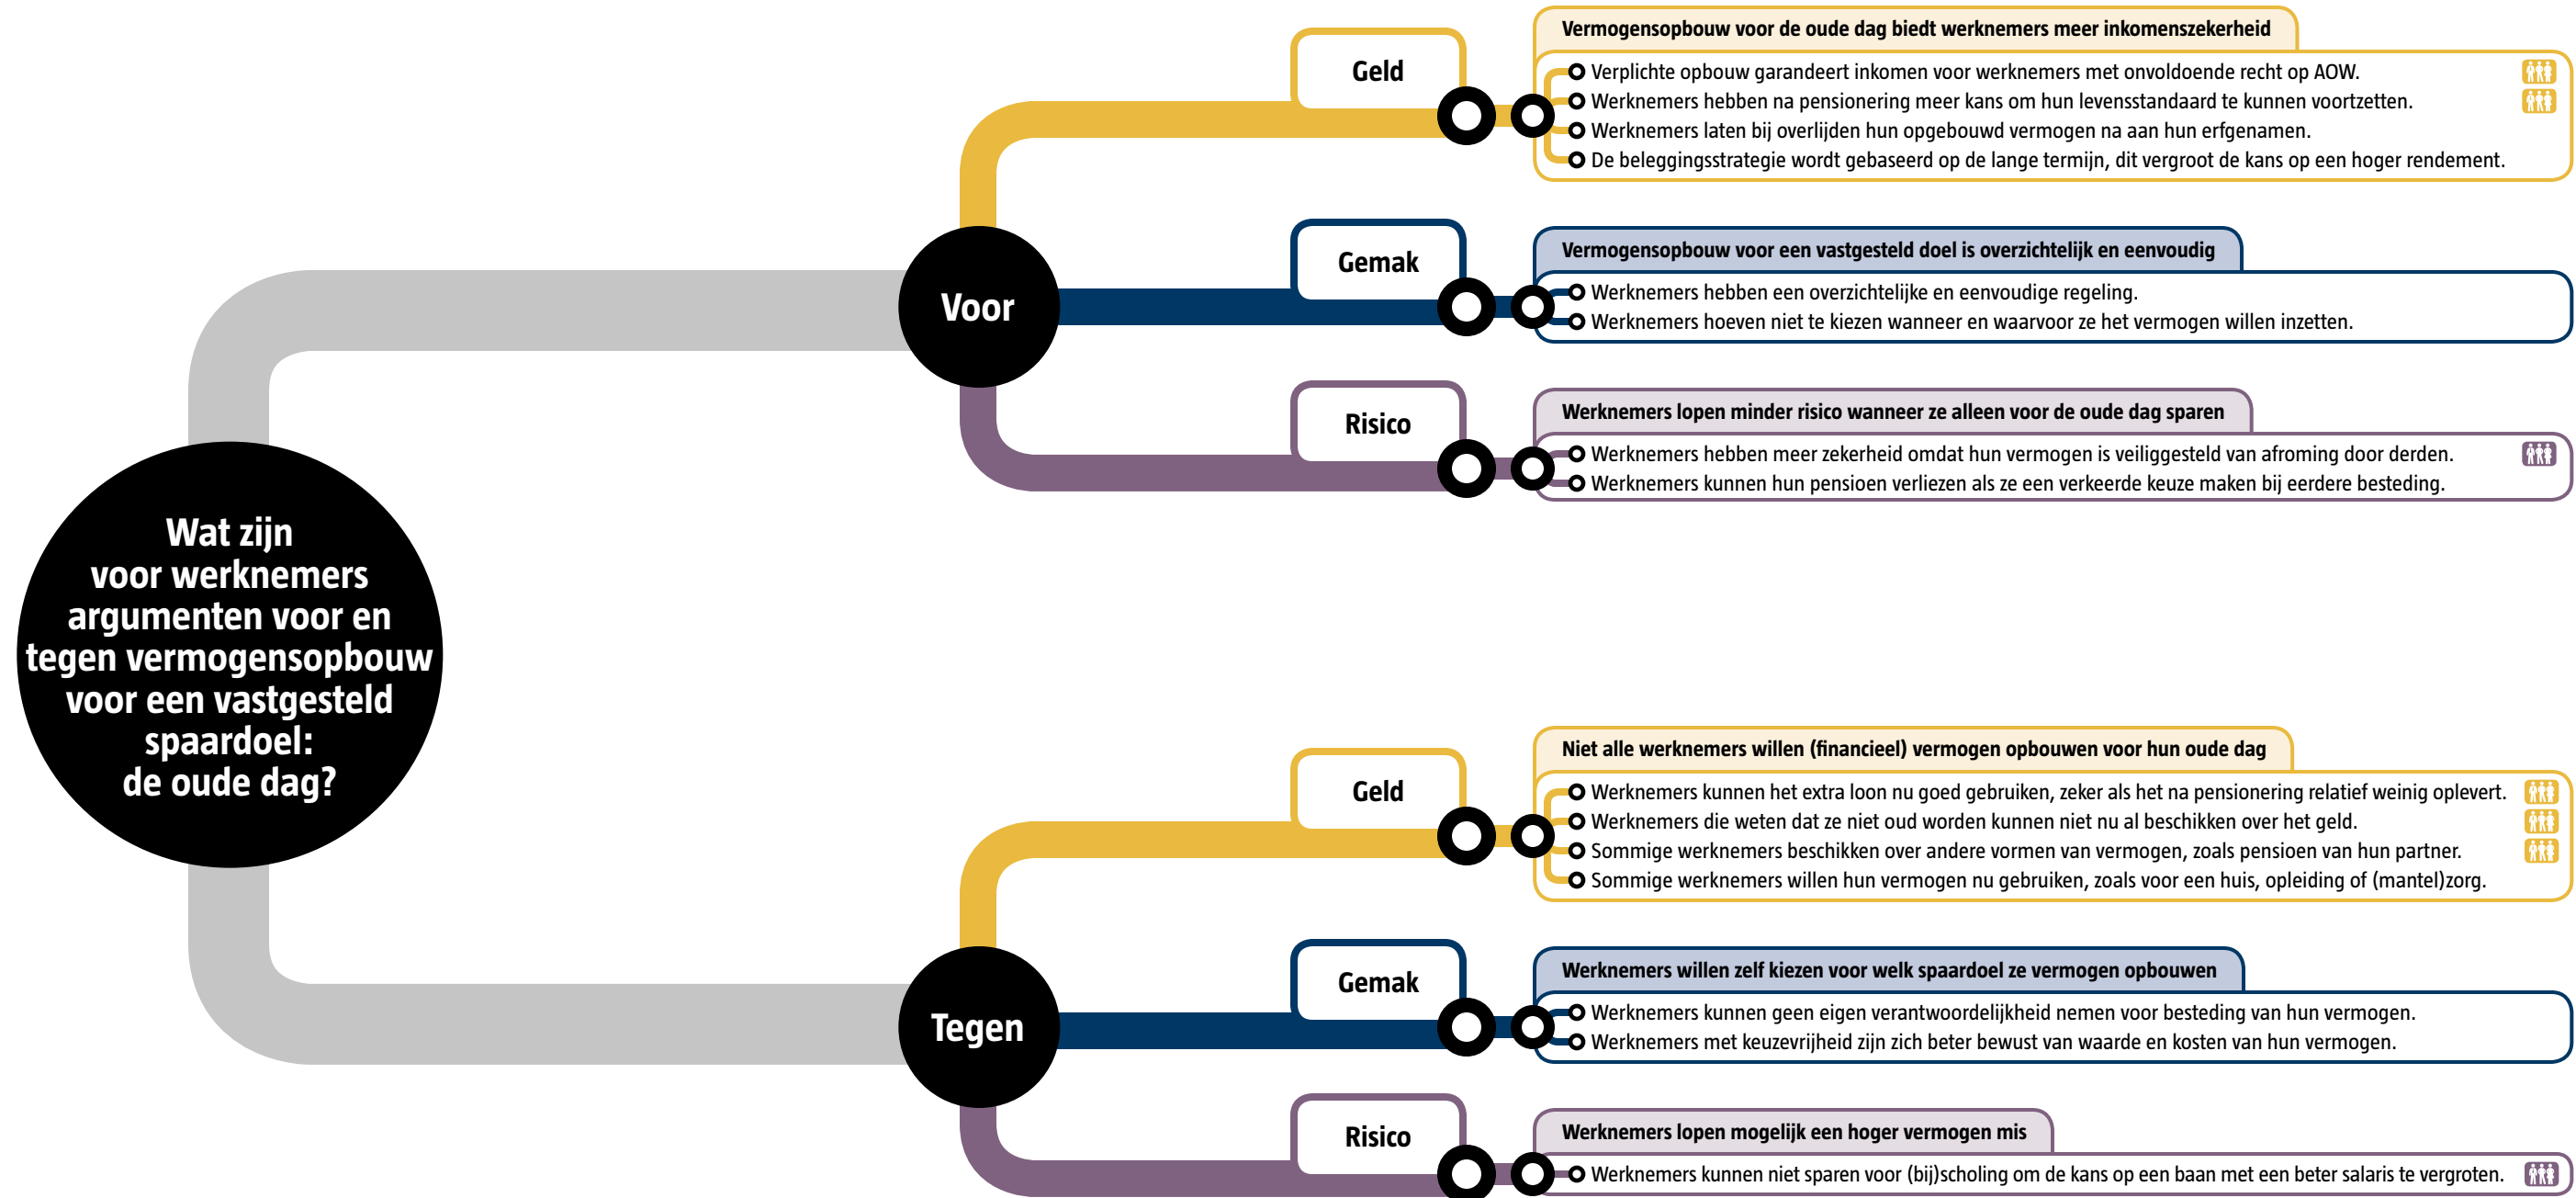 Wat zijn
voor werknemers
argumenten voor en
tegen vermogensopbouw
voor een vastgesteld
spaardoel:
de oude dag?
Voor
Geld
Vermogensopbouw voor de oude dag biedt werknemers meer inkomenszekerheid
Verplichte opbouw garandeert inkomen voor werknemers met onvoldoende recht op AOW.
Werknemers hebben na pensionering meer kans om hun levensstandaard te kunnen voortzetten.
Werknemers laten bij overlijden hun opgebouwd vermogen na aan hun erfgenamen.
De beleggingsstrategie wordt gebaseerd op de lange termijn, dit vergroot de kans op een hoger rendement.
Gemak
Vermogensopbouw voor een vastgesteld doel is overzichtelijk en eenvoudig
Werknemers hebben een overzichtelijke en eenvoudige regeling.
Werknemers hoeven niet te kiezen wanneer en waarvoor ze het vermogen willen inzetten.
Risico
Werknemers lopen minder risico wanneer ze alleen voor de oude dag sparen
Werknemers hebben meer zekerheid omdat hun vermogen is veiliggesteld van afroming door derden.
Werknemers kunnen hun pensioen verliezen als ze een verkeerde keuze maken bij eerdere besteding.
Tegen
Geld
Niet alle werknemers willen (financieel) vermogen opbouwen voor hun oude dag
Werknemers kunnen het extra loon nu goed gebruiken, zeker als het na pensionering relatief weinig oplevert.
Werknemers die weten dat ze niet oud worden kunnen niet nu al beschikken over het geld.
Sommige werknemers beschikken over andere vormen van vermogen, zoals pensioen van hun partner.
Sommige werknemers willen hun vermogen nu gebruiken, zoals voor een huis, opleiding of (mantel)zorg.
Gemak
Werknemers willen zelf kiezen voor welk spaardoel ze vermogen opbouwen
Werknemers kunnen geen eigen verantwoordelijkheid nemen voor besteding van hun vermogen.
Werknemers met keuzevrijheid zijn zich beter bewust van waarde en kosten van hun vermogen.
Risico
Werknemers lopen mogelijk een hoger vermogen mis
Werknemers kunnen niet sparen voor (bij)scholing om de kans op een baan met een beter salaris te vergroten.